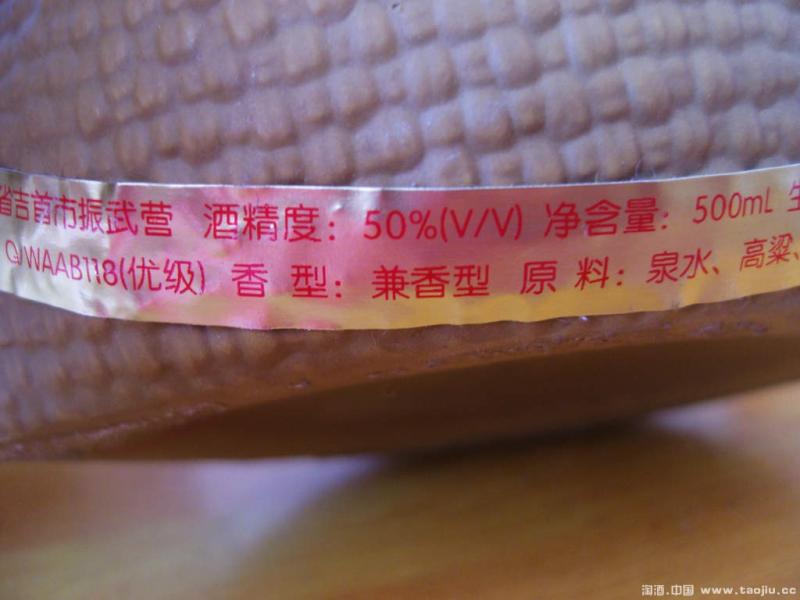 省吉首市振武营 酒精度：50%(V/V) 净含量：500mL 生
Q/WAAB118(优级) 香 型：兼香型 原 料：泉水、高粱、
淘酒.中国 www.taojiu.cc